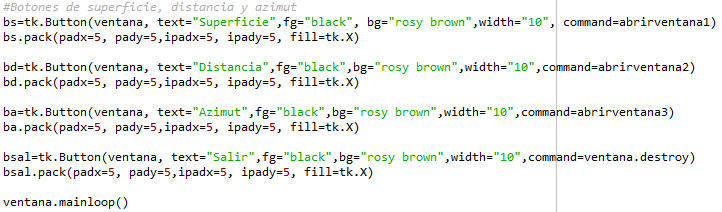 #Botones de superficie, distancia y azimut
bs=tk.Button(ventana, text="Superficie",fg="black", bg="rosy brown",width="10", command=abrirventana1)
bs.pack(padx=5, pady=5,ipadx=5, ipady=5, fill=tk.X)
bd=tk.Button(ventana, text="Distancia",fg="black",bg="rosy brown",width="10",command=abrirventana2)
bd.pack(padx=5, pady=5,ipadx=5, ipady=5, fill=tk.X)
ba=tk.Button(ventana, text="Azimut",fg="black",bg="rosy brown",width="10",command=abrirventana3)
ba.pack(padx=5, pady=5,ipadx=5, ipady=5, fill=tk.X)
bsal=tk.Button(ventana, text="Salir",fg="black",bg="rosy brown",width="10",command=ventana.destroy)
bsal.pack(padx=5, pady=5,ipadx=5, ipady=5, fill=tk.X)
ventana.mainloop()